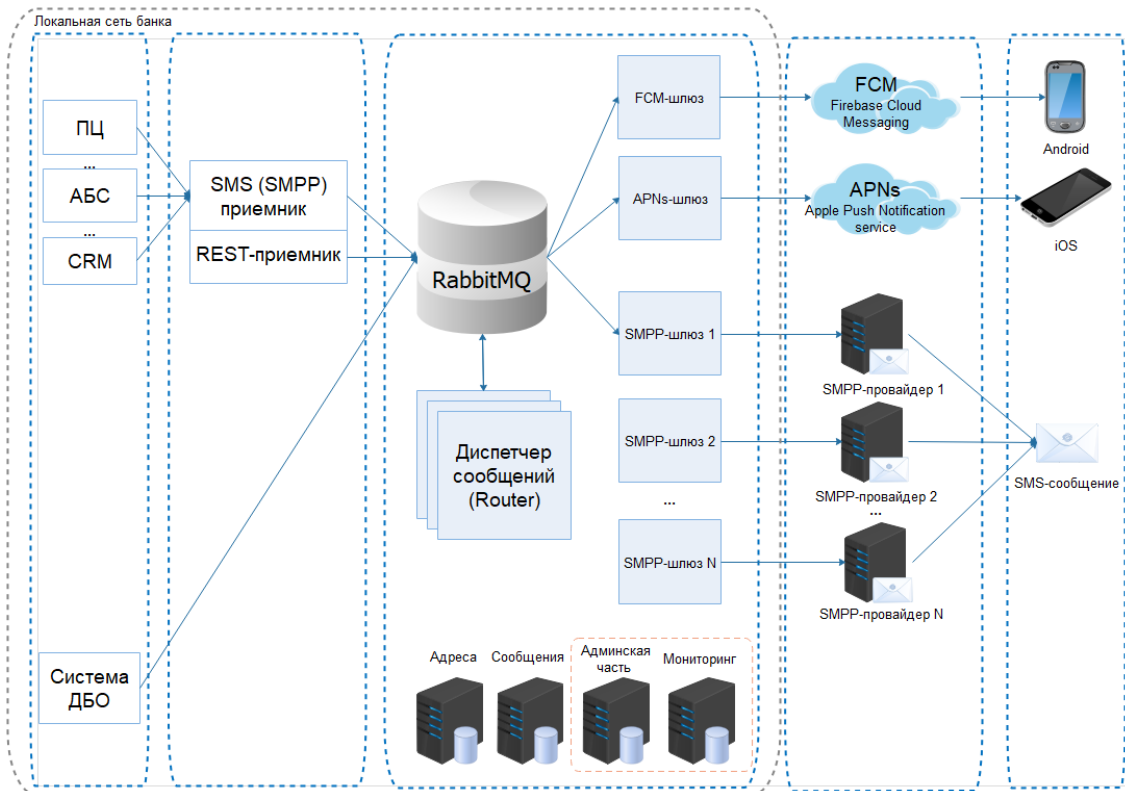 Локальная сеть банка
ПЦ
...
АБС
...
CRM
Система
ДБО
SMS (SMPP)
приемник
REST-приемник
RabbitMQ
Диспетчер
сообщений
(Router)
FCM-шлюз
APNs-шлюз
SMPP-шлюз 1
SMPP-шлюз 2
...
SMPP-шлюз N
Адреса
Сообщения
Админская
часть
Мониторинг
FCM
Firebase Cloud
Messaging
APNs
Apple Push Notification
service
SMPP-провайдер 1
SMPP-провайдер 2
...
SMPP-провайдер N
Android
iOS
SMS-сообщение